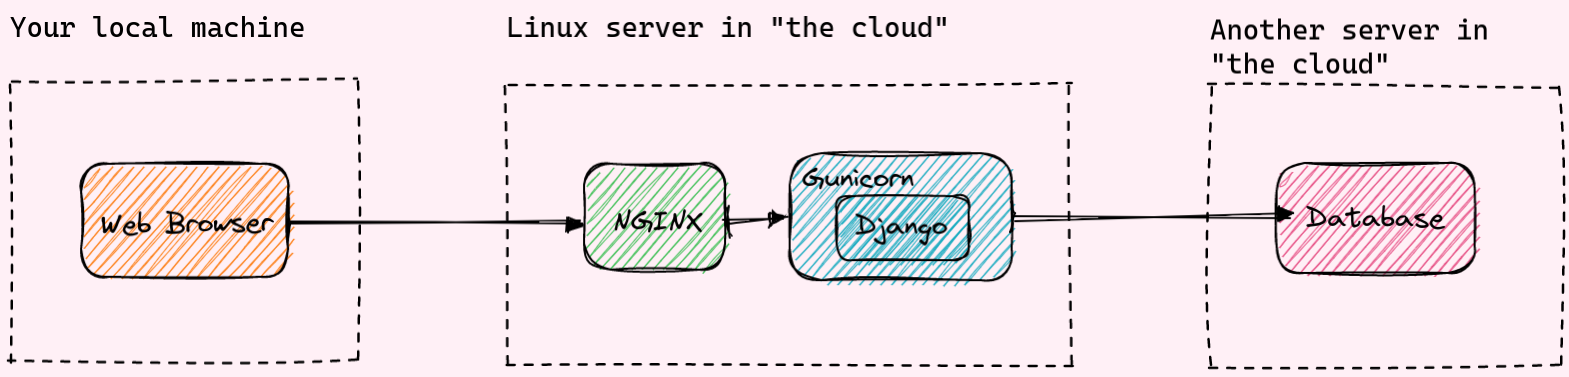 Your local machine
Linux server in "the cloud"
Another server in
"the cloud"
Web Browser
NGINX
Gunicorn
Django
Database